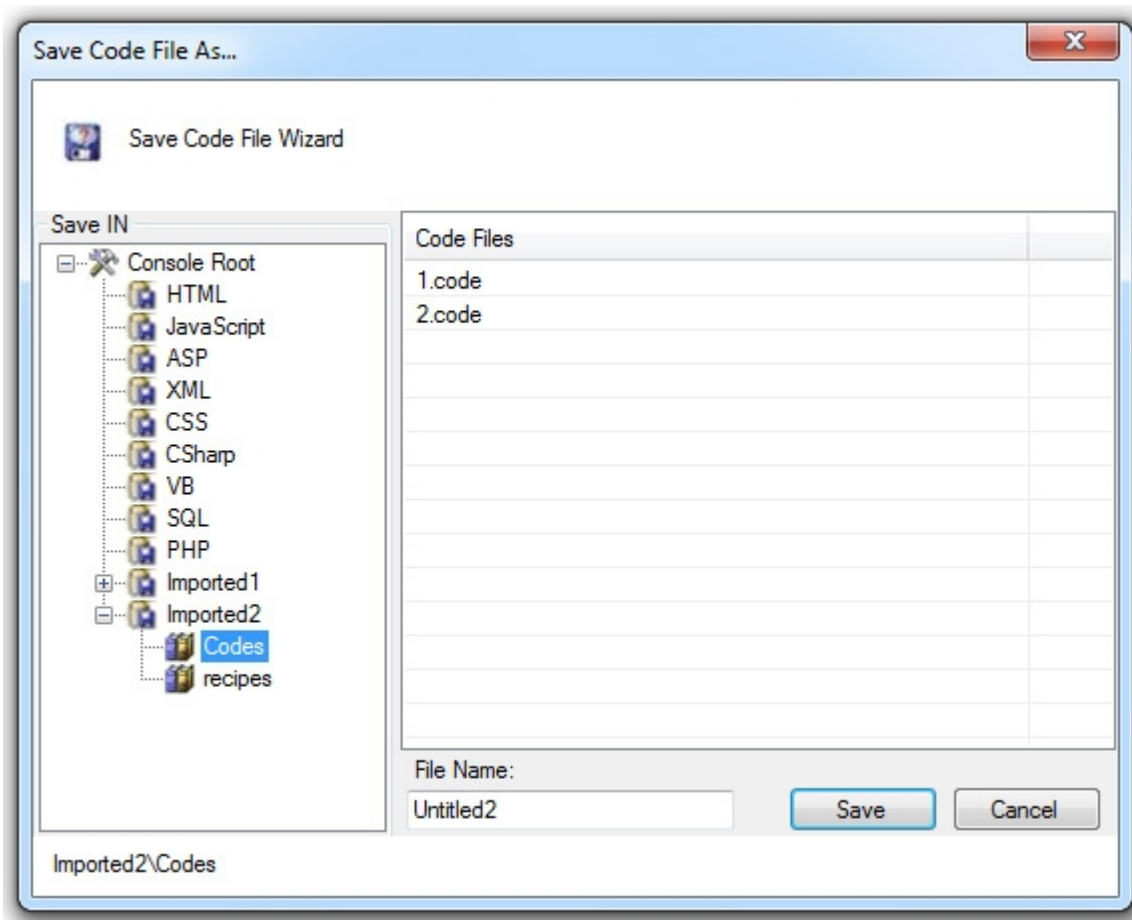 Save Code File As...
Save Code File Wizard
Save IN
Console Root
HTML
JavaScript
ASP
XML
CSS
CSharp
VB
SQL
PHP
Imported1
Imported2
Codes
recipes
Code Files
1.code
2.code
File Name:
Untitled2
Save
Cancel
Imported2\Codes